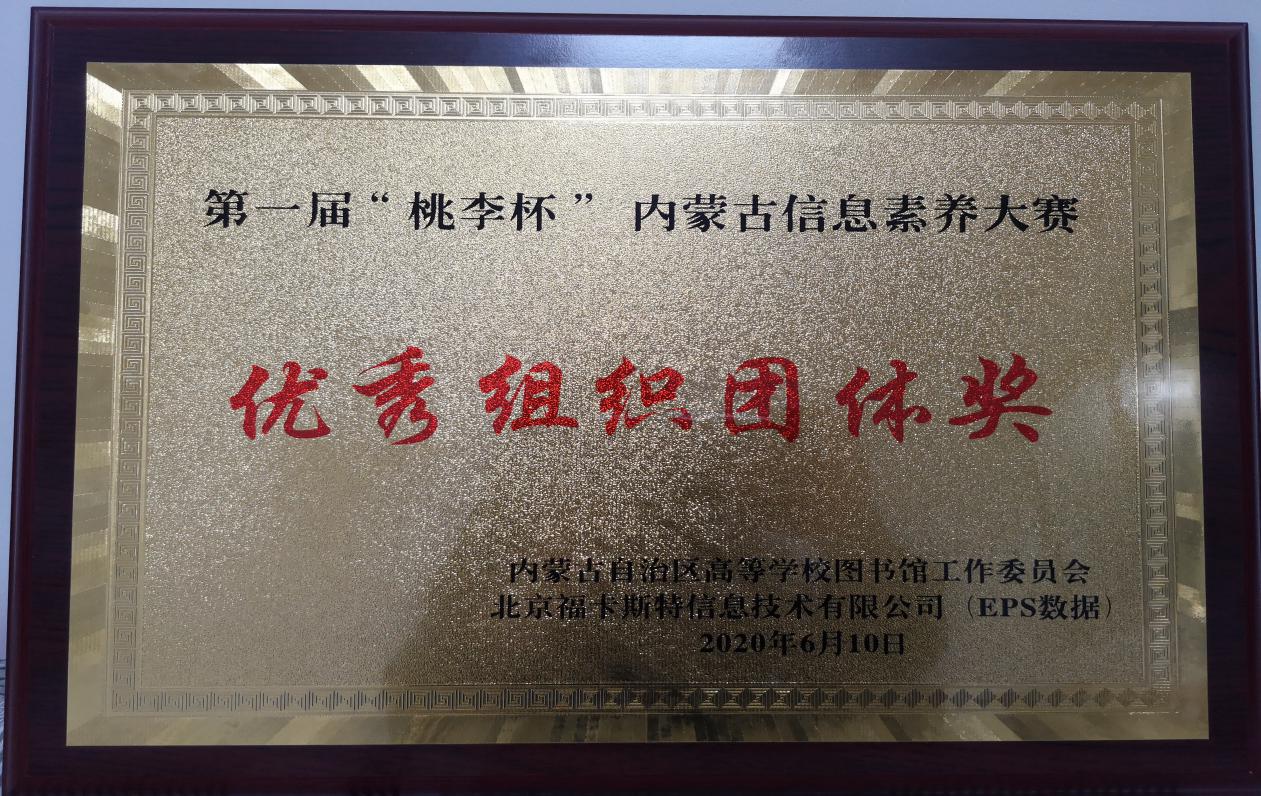 第一届“桃李杯”内蒙古信息素养大赛
优秀组织团体奖
内蒙古自治区高等学校图书馆工作委员会
北京福卡斯特信息技术有限公司（EPS数据）
2020年6月10日